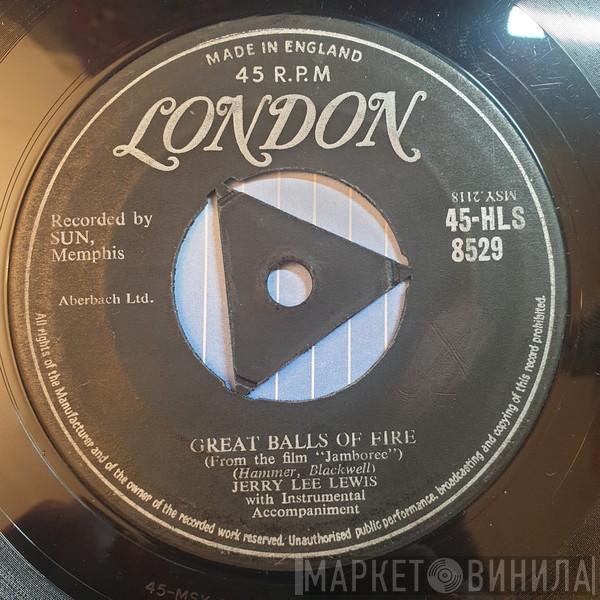 MADE IN ENGLAND
45 R.P.M
LONDON
Recorded by
SUN,
Memphis
Aberbach Ltd.
MSY.2118
45-HLS
8529
GREAT BALLS OF FIRE
(From the film "Jamboree")
(Hammer, Blackwell)
JERRY LEE LEWIS
with Instrumental
Accompaniment
All rights of the Manufacturer and of the owner of the recorded work reserved. Unauthorised public performance, broadcasting and copying of this record prohibited.
45-MSY
МАРКЕТ ВИНИЛА